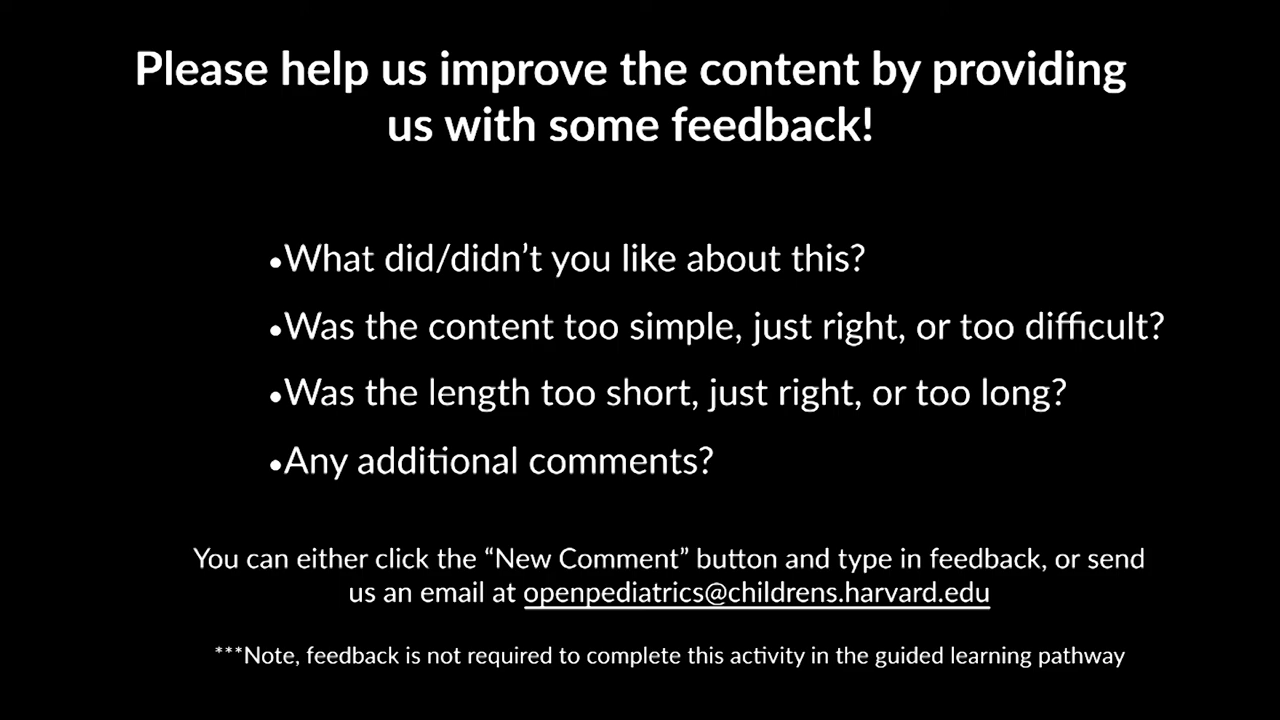 Please help us improve the content by providing
us with some feedback!
•What did/didn’t you like about this?
•Was the content too simple, just right, or too difficult?
•Was the length too short, just right, or too long?
•Any additional comments?
You can either click the “New Comment” button and type in feedback, or send
us an email at openpediatrics@childrens.harvard.edu
***Note, feedback is not required to complete this activity in the guided learning pathway